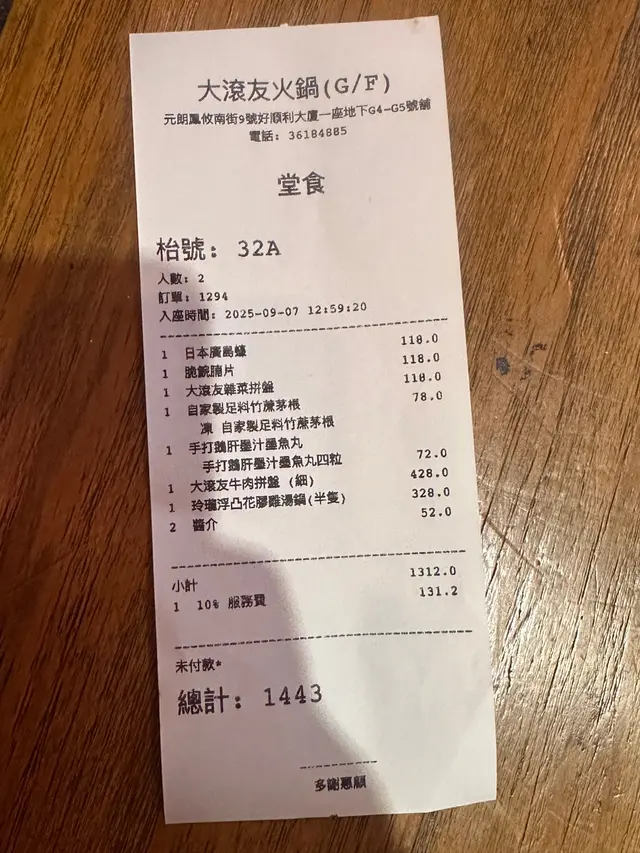 大滾友火鍋(G/F)
元朗鳳攸南街9號好順利大廈一座地下G4-G5號舖
電話: 36184885
堂食
枱號: 32A
人數: 2
訂單: 1294
入座時間: 2025-09-07 12:59:20
1 日本廣島蠔 118.0
1 脆鯇腩片 118.0
1 大滾友雜菜拼盤 118.0
1 自家製足料竹蔗茅根 78.0
凍 自家製足料竹蔗茅根
1 手打鵝肝墨汁墨魚丸
手打鵝肝墨汁墨魚丸四粒 72.0
1 大滾友牛肉拼盤 (細) 428.0
1 玲瓏浮凸花膠雞湯鍋(半隻) 328.0
2 醬介 52.0
小計 1312.0
1 10% 服務費 131.2
未付款*
總計: 1443
多謝惠顧